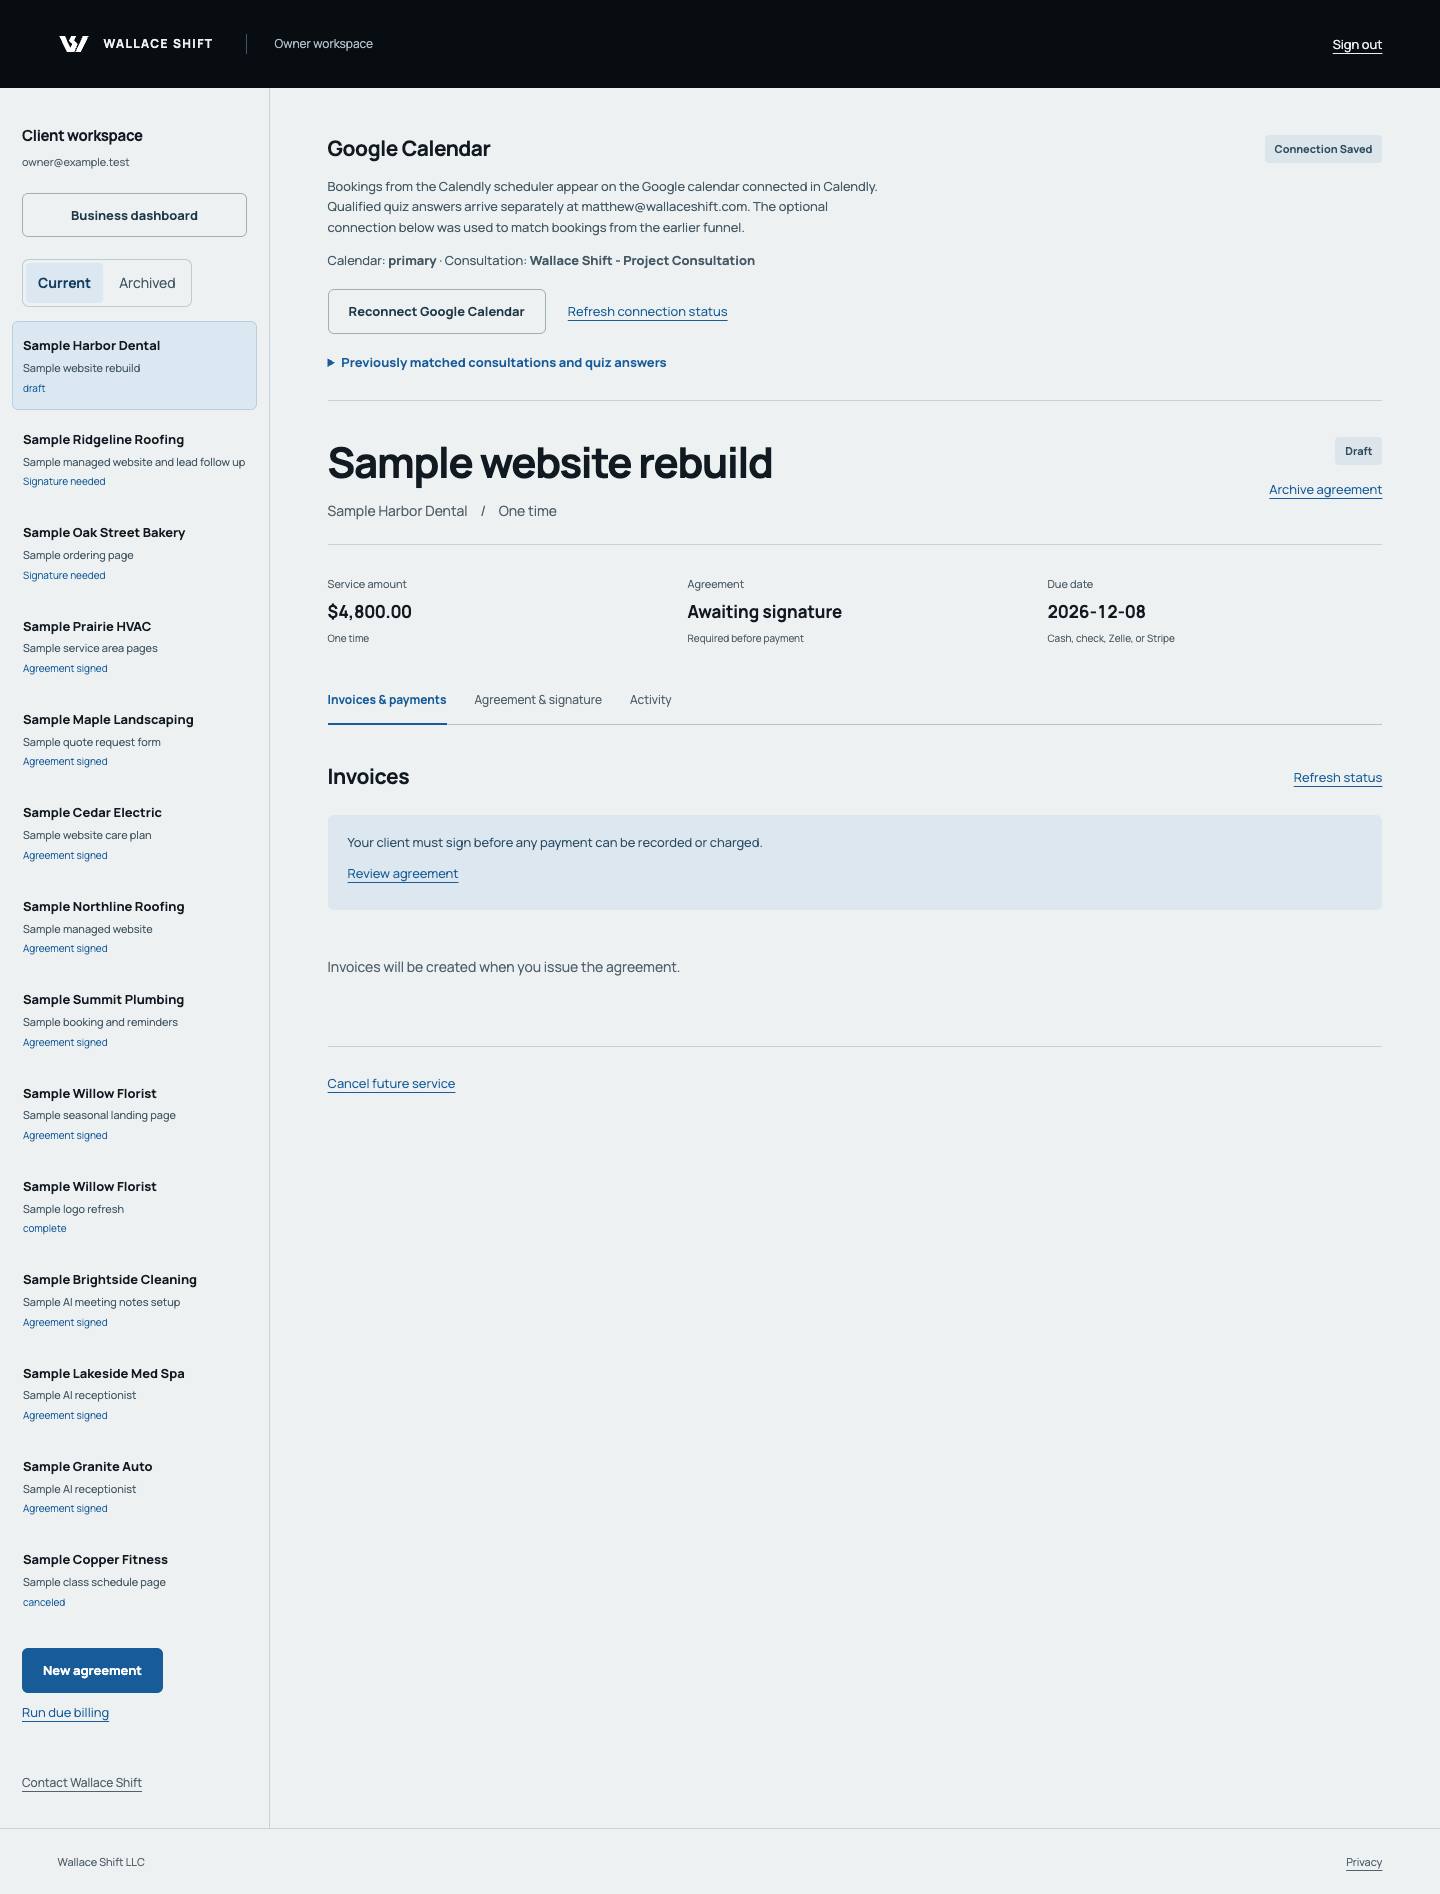 WALLACE SHIFT
Owner workspace
Sign out
Client workspace
owner@example.test
Business dashboard
Current
Archived
Sample Harbor Dental
Sample website rebuild
draft
Sample Ridgeline Roofing
Sample managed website and lead follow up
Signature needed
Sample Oak Street Bakery
Sample ordering page
Signature needed
Sample Prairie HVAC
Sample service area pages
Agreement signed
Sample Maple Landscaping
Sample quote request form
Agreement signed
Sample Cedar Electric
Sample website care plan
Agreement signed
Sample Northline Roofing
Sample managed website
Agreement signed
Sample Summit Plumbing
Sample booking and reminders
Agreement signed
Sample Willow Florist
Sample seasonal landing page
Agreement signed
Sample Willow Florist
Sample logo refresh
complete
Sample Brightside Cleaning
Sample AI meeting notes setup
Agreement signed
Sample Lakeside Med Spa
Sample AI receptionist
Agreement signed
Sample Granite Auto
Sample AI receptionist
Agreement signed
Sample Copper Fitness
Sample class schedule page
canceled
New agreement
Run due billing
Contact Wallace Shift
Google Calendar
Connection Saved
Bookings from the Calendly scheduler appear on the Google calendar connected in Calendly.
Qualified quiz answers arrive separately at matthew@wallaceshift.com. The optional
connection below was used to match bookings from the earlier funnel.
Calendar: primary · Consultation: Wallace Shift - Project Consultation
Reconnect Google Calendar
Refresh connection status
Previously matched consultations and quiz answers
Sample website rebuild
Draft
Archive agreement
Sample Harbor Dental / One time
Service amount
$4,800.00
One time
Agreement
Awaiting signature
Required before payment
Due date
2026-12-08
Cash, check, Zelle, or Stripe
Invoices & payments
Agreement & signature
Activity
Invoices
Refresh status
Your client must sign before any payment can be recorded or charged.
Review agreement
Invoices will be created when you issue the agreement.
Cancel future service
Wallace Shift LLC
Privacy